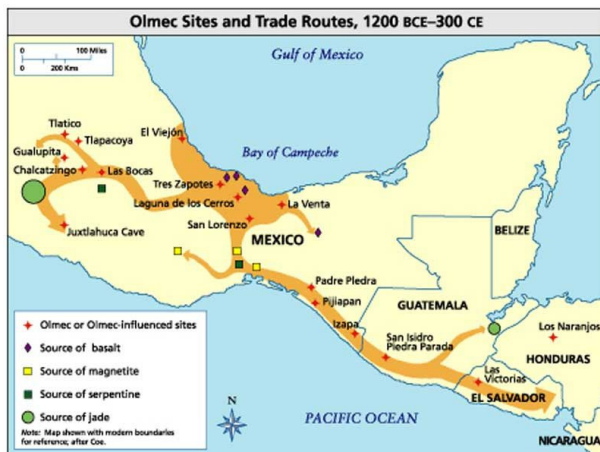 Olmec Sites and Trade Routes, 1200 BCE–300 CE
0 100 Miles
0 200 Kms
Gulf of Mexico
Tlatico
Tlapacoya
El Viejón
Gualupita
Bay of Campeche
Chalcatzingo
Las Bocas
Tres Zapotes
Laguna de los Cerros
La Venta
San Lorenzo
Juxtlahuca Cave
MEXICO
BELIZE
Padre Pledra
Pijiapan
GUATEMALA
Izapa
Los Naranjos
San Isidro
Piedra Parada
HONDURAS
Las
Victorias
EL SALVADOR
NICARAGUA
PACIFIC OCEAN
N
Olmec or Olmec-influenced sites
Source of basalt
Source of magnetite
Source of serpentine
Source of jade
Note: Map shown with modern boundaries
for reference; after Coe.